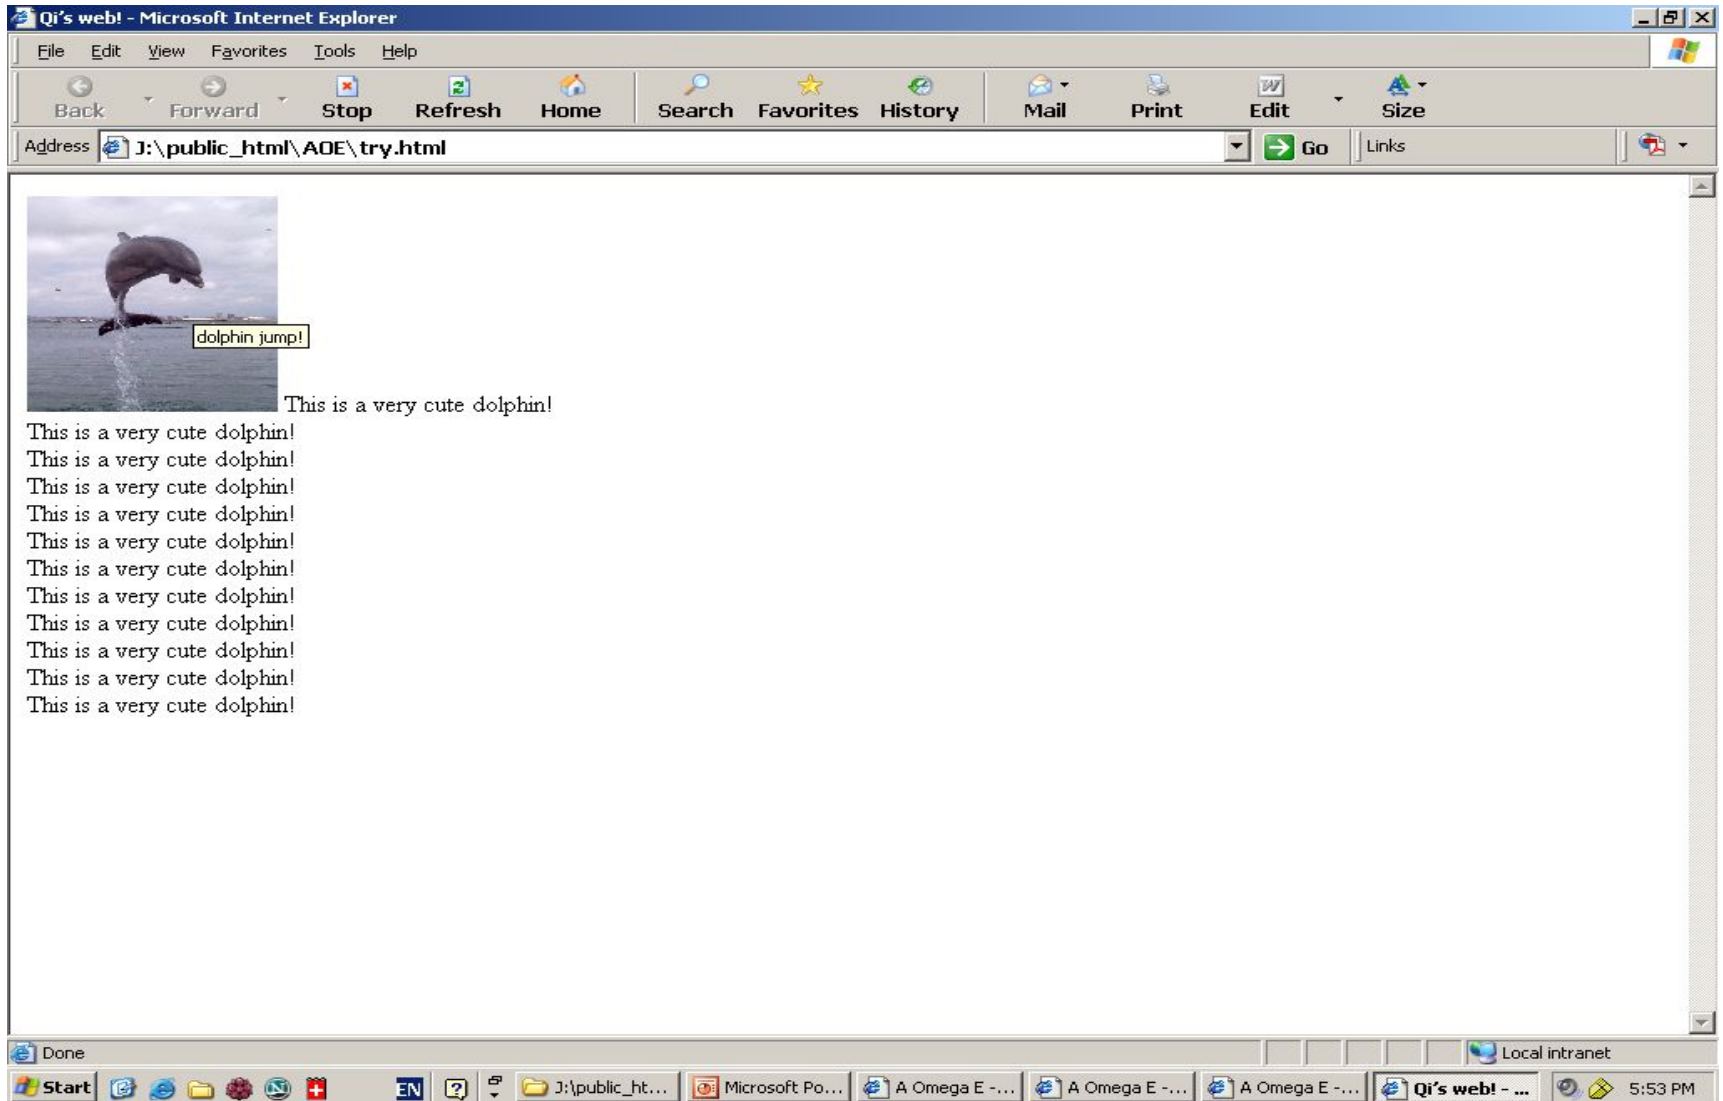 Qi's web! - Microsoft Internet Explorer
File Edit View Favorites Tools Help
Back Forward Stop Refresh Home Search Favorites History Mail Print Edit Size
Address J:\public_html\AOE\try.html Go Links
dolphin jump!
This is a very cute dolphin!
This is a very cute dolphin!
This is a very cute dolphin!
This is a very cute dolphin!
This is a very cute dolphin!
This is a very cute dolphin!
This is a very cute dolphin!
This is a very cute dolphin!
This is a very cute dolphin!
This is a very cute dolphin!
This is a very cute dolphin!
This is a very cute dolphin!
Done Local intranet
Start EN J:\public_ht... Microsoft Po... A Omega E -... A Omega E -... A Omega E -... Qi's web! - ... 5:53 PM